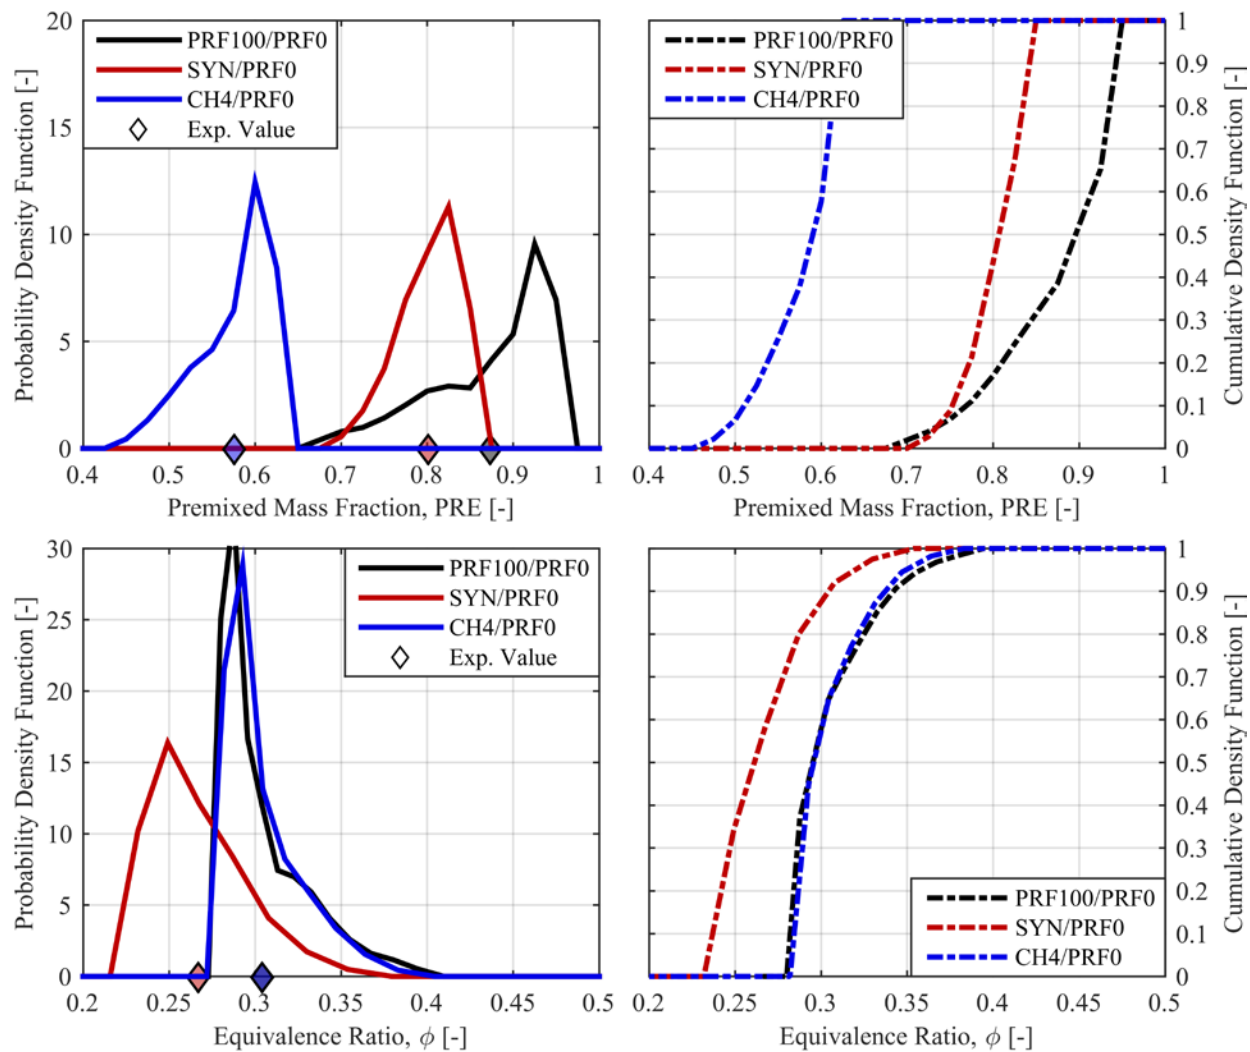 Probability Density Function [-]
20
15
10
5
0
PRF100/PRF0
SYN/PRF0
CH4/PRF0
Exp. Value
0.4 0.5 0.6 0.7 0.8 0.9 1
Premixed Mass Fraction, PRE [-]
PRF100/PRF0
SYN/PRF0
CH4/PRF0
1
0.9
0.8
0.7
0.6
0.5
0.4
0.3
0.2
0.1
0
Cumulative Density Function [-]
0.4 0.5 0.6 0.7 0.8 0.9 1
Premixed Mass Fraction, PRE [-]
Probability Density Function [-]
30
25
20
15
10
5
0
PRF100/PRF0
SYN/PRF0
CH4/PRF0
Exp. Value
0.2 0.25 0.3 0.35 0.4 0.45 0.5
Equivalence Ratio, ϕ [-]
1
0.9
0.8
0.7
0.6
0.5
0.4
0.3
0.2
0.1
0
Cumulative Density Function [-]
PRF100/PRF0
SYN/PRF0
CH4/PRF0
0.2 0.25 0.3 0.35 0.4 0.45 0.5
Equivalence Ratio, ϕ [-]